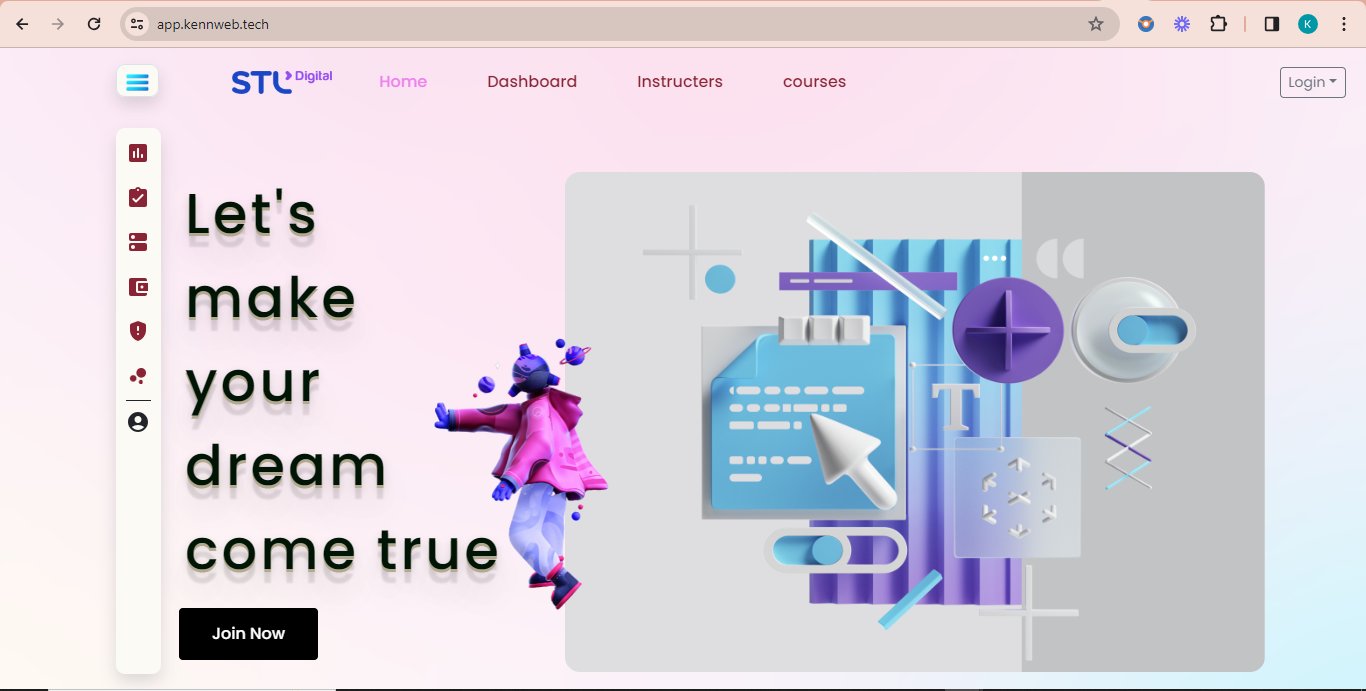 app.kennweb.tech
K
STL Digital
Home
Dashboard
Instructers
courses
Login
Let's
make
your
dream
come true
T
Join Now